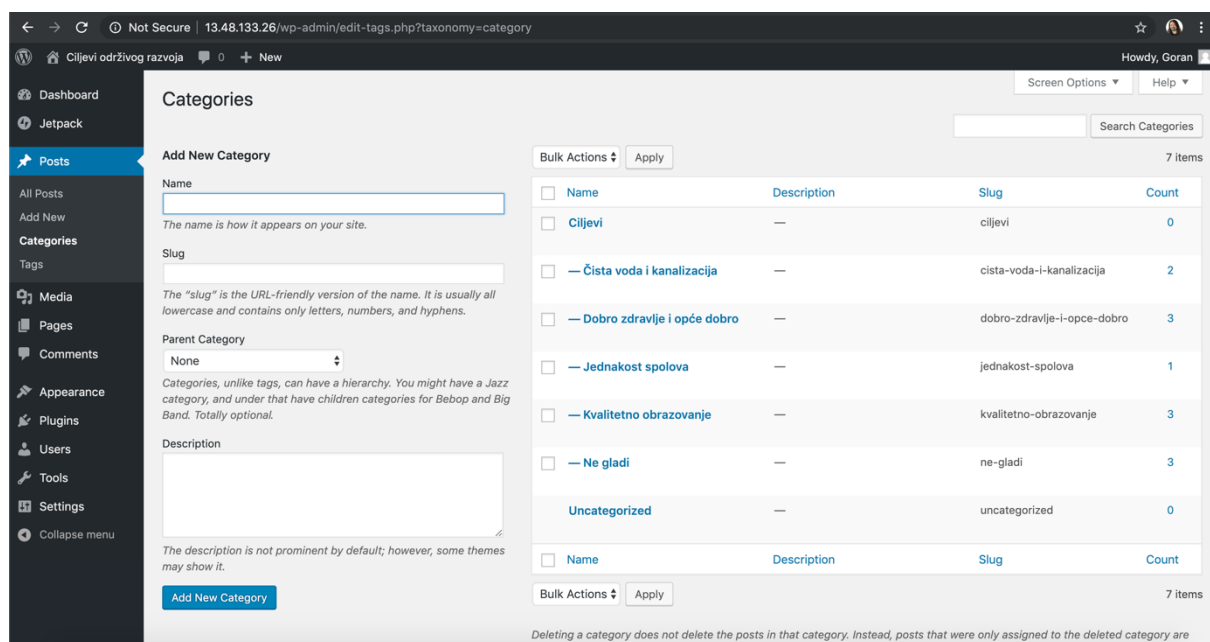 Not Secure | 13.48.133.26/wp-admin/edit-tags.php?taxonomy=category
Ciljevi održivog razvoja 0 + New Howdy, Goran
Dashboard
Jetpack
Posts
All Posts
Add New
Categories
Tags
Media
Pages
Comments
Appearance
Plugins
Users
Tools
Settings
Collapse menu
Screen Options ▼ Help ▼
Categories
Search Categories
Add New Category
Name
The name is how it appears on your site.
Slug
The “slug” is the URL-friendly version of the name. It is usually all
lowercase and contains only letters, numbers, and hyphens.
Parent Category
None
Categories, unlike tags, can have a hierarchy. You might have a Jazz
category, and under that have children categories for Bebop and Big
Band. Totally optional.
Description
The description is not prominent by default; however, some themes
may show it.
Add New Category
Bulk Actions Apply 7 items
Name Description Slug Count
Ciljevi — ciljevi 0
— Čista voda i kanalizacija — cista-voda-i-kanalizacija 2
— Dobro zdravlje i opće dobro — dobro-zdravlje-i-opce-dobro 3
— Jednakost spolova — jednakost-spolova 1
— Kvalitetno obrazovanje — kvalitetno-obrazovanje 3
— Ne gladi — ne-gladi 3
Uncategorized — uncategorized 0
Name Description Slug Count
Bulk Actions Apply 7 items
Deleting a category does not delete the posts in that category. Instead, posts that were only assigned to the deleted category are